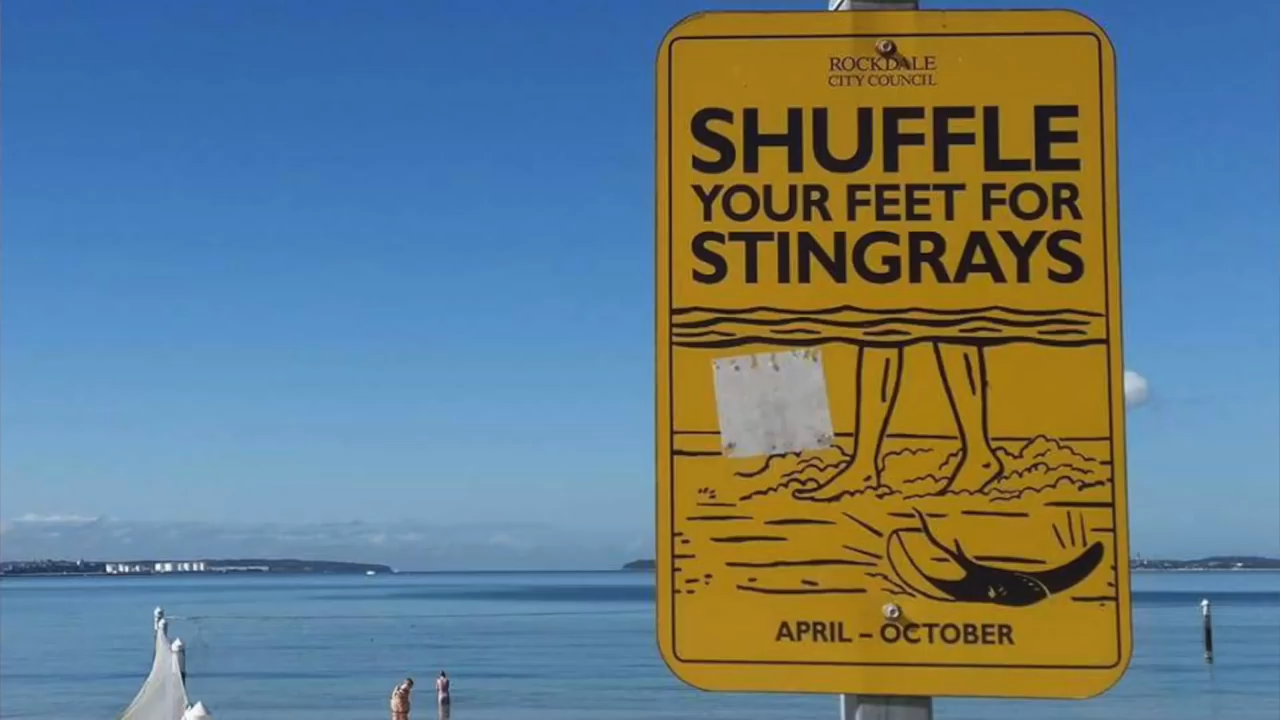 ROCKDALE
CITY COUNCIL
SHUFFLE
YOUR FEET FOR
STINGRAYS
APRIL – OCTOBER